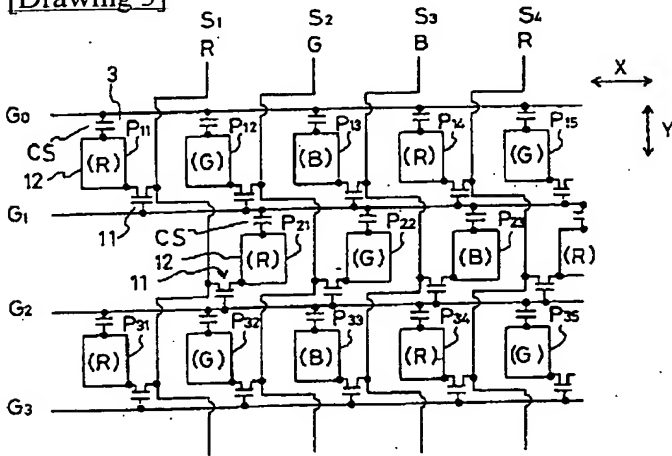 [Drawing 3]
S1 S2 S3 S4
R G B R
X
Y
G0
3
CS
P11 P12 P13 P14 P15
12
(R) (G) (B) (R) (G)
G1
11
CS
P21 P22 P23
12
(R) (G) (B) (R)
11
G2
P31 P32 P33 P34 P35
(R) (G) (B) (R) (G)
G3